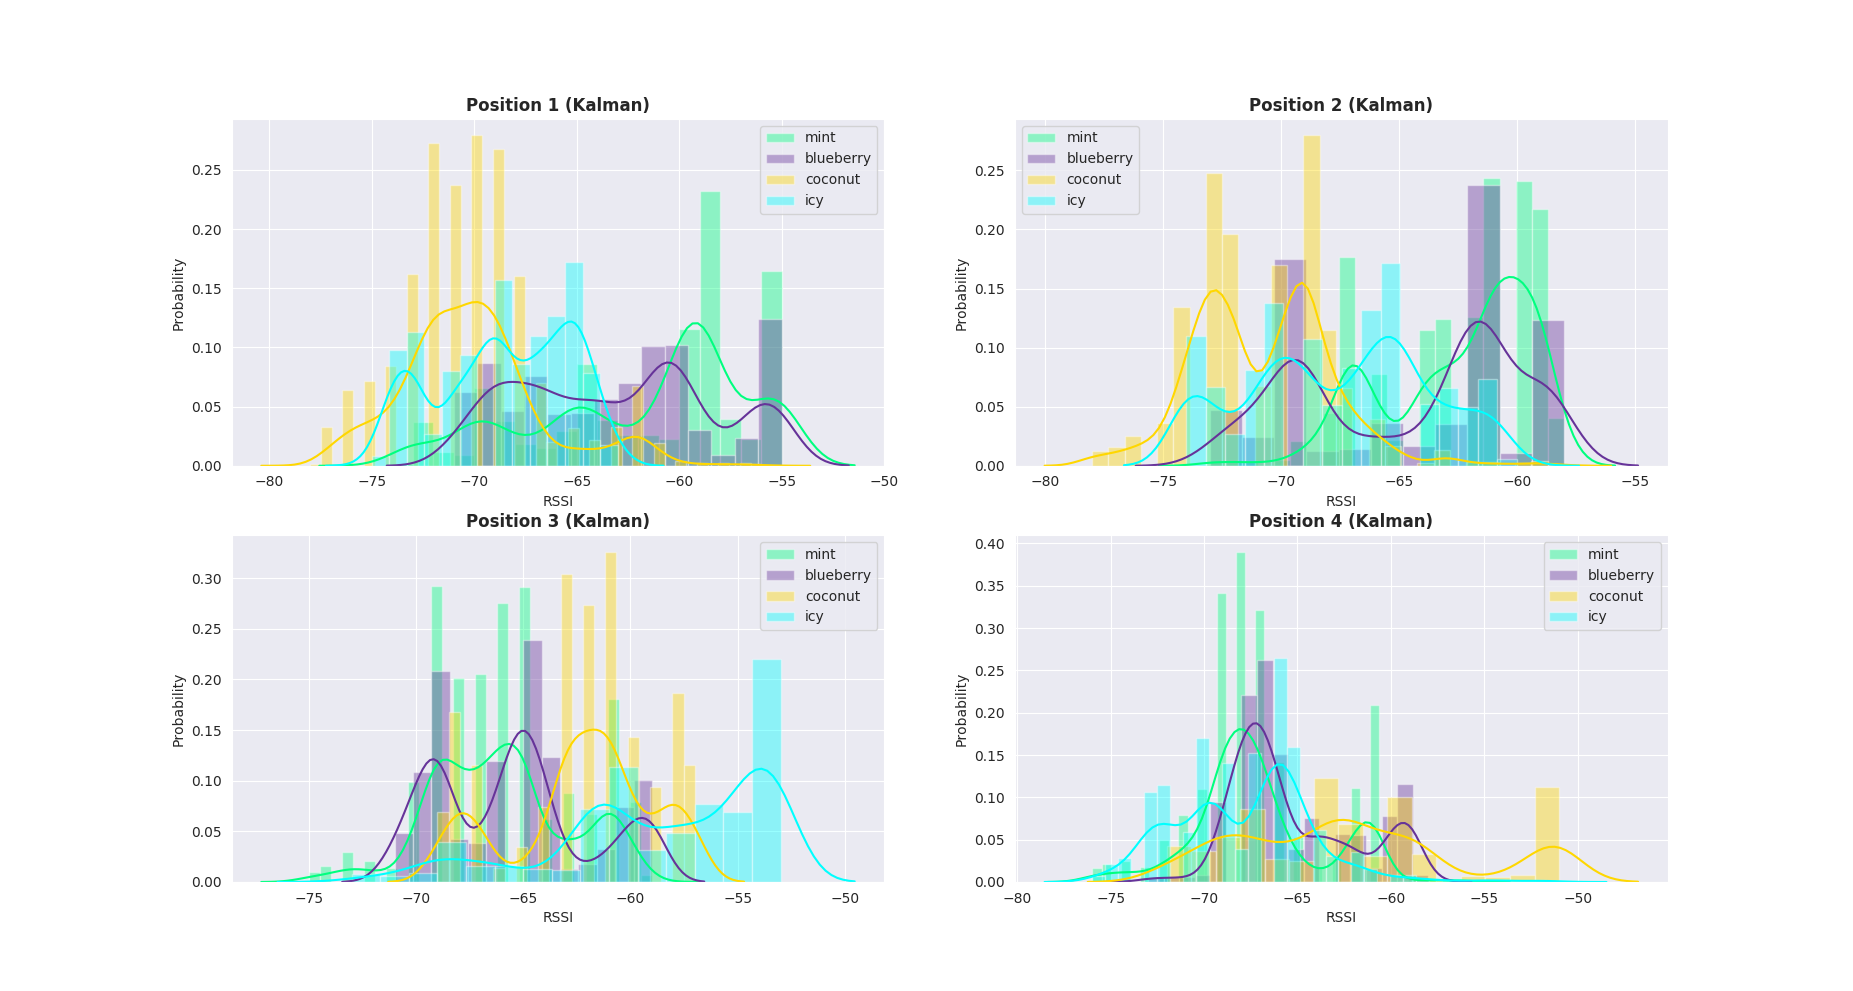 Position 1 (Kalman)
Probability
0.25
0.20
0.15
0.10
0.05
0.00
mint
blueberry
coconut
icy
−80 −75 −70 −65 −60 −55 −50
RSSI
Position 2 (Kalman)
Probability
0.25
0.20
0.15
0.10
0.05
0.00
mint
blueberry
coconut
icy
−80 −75 −70 −65 −60 −55
RSSI
Position 3 (Kalman)
Probability
0.30
0.25
0.20
0.15
0.10
0.05
0.00
mint
blueberry
coconut
icy
−75 −70 −65 −60 −55 −50
RSSI
Position 4 (Kalman)
Probability
0.40
0.35
0.30
0.25
0.20
0.15
0.10
0.05
0.00
mint
blueberry
coconut
icy
−80 −75 −70 −65 −60 −55 −50
RSSI